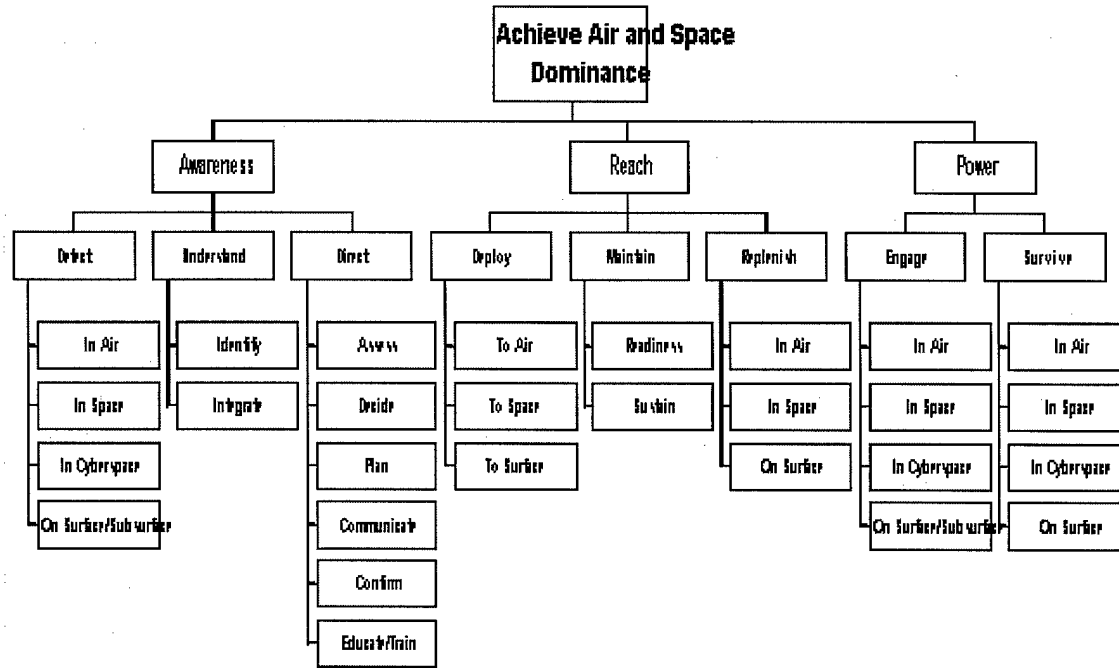 Achieve Air and Space
Dominance
Awareness
Reach
Power
Detect
Understand
Direct
Deploy
Maintain
Replenish
Engage
Survive
In Air
Identify
Assess
To Air
Readiness
In Air
In Air
In Air
In Space
Integrate
Decide
To Space
Sustain
In Space
In Space
In Space
In Cyberspace
Plan
To Surface
On Surface
In Cyberspace
In Cyberspace
On Surface/Subsurface
Communicate
On Surface/Subsurface
On Surface
Confirm
Educate/Train